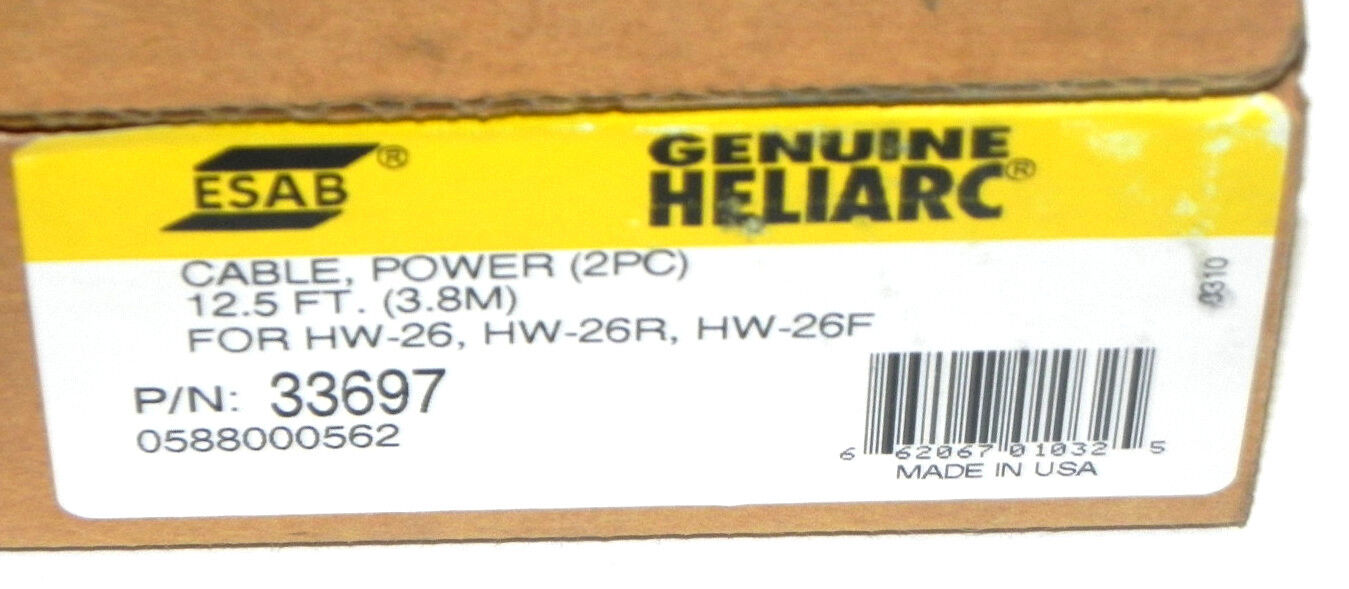 ESAB®
GENUINE
HELIARC®
CABLE, POWER (2PC)
12.5 FT. (3.8M)
FOR HW-26, HW-26R, HW-26F
P/N: 33697
0588000562
0310
6 62067 01032 5
MADE IN USA